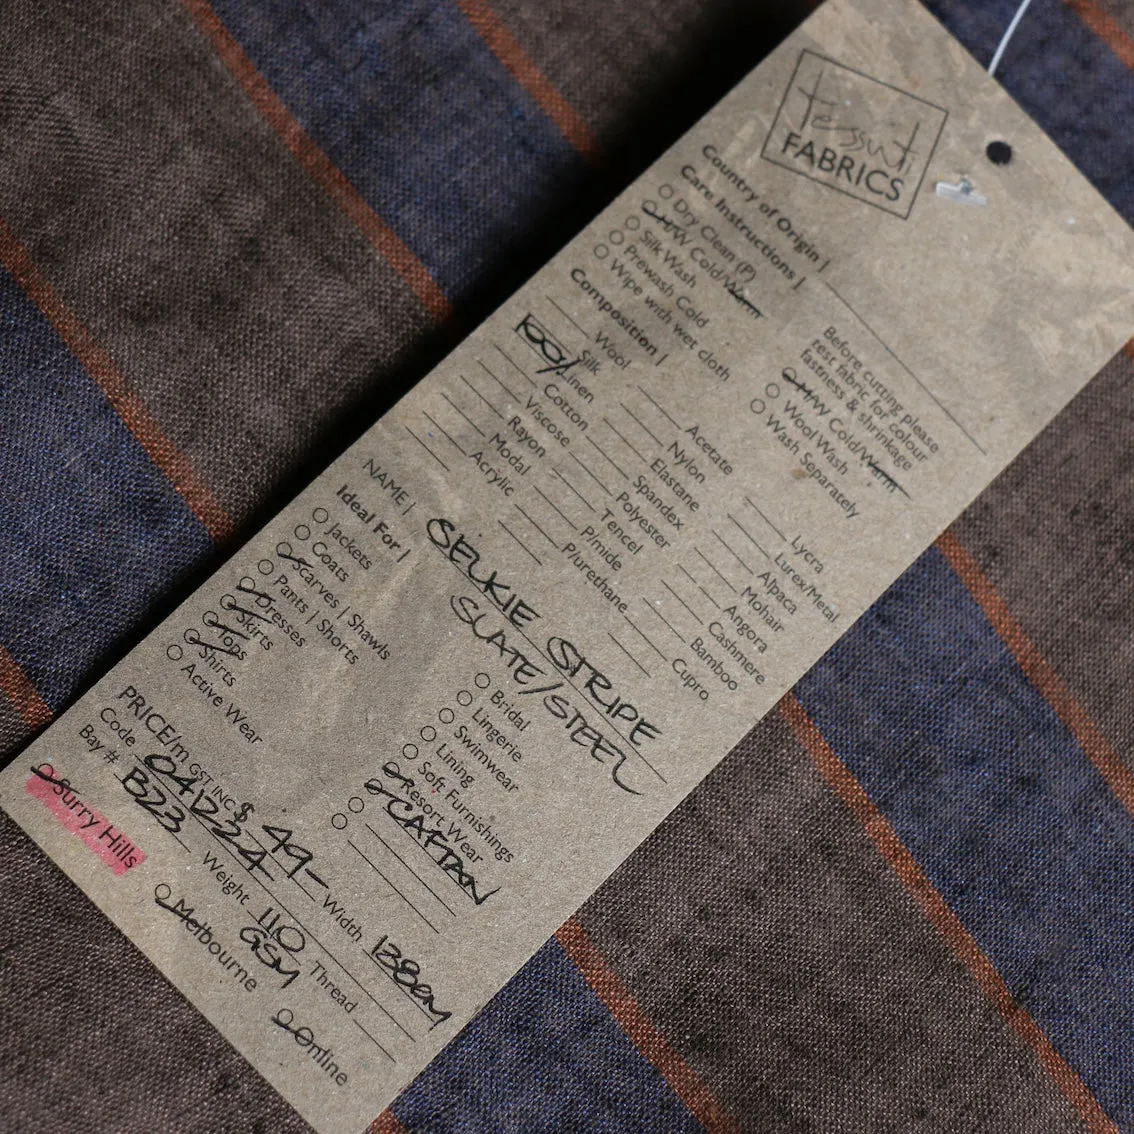 tessuti
FABRICS
Country of Origin |
Care Instructions |
Dry Clean (P)
H/W Cold/Warm
Silk Wash
Prewash Cold
Wipe with wet cloth
Before cutting please
test fabric for colour
fastness & shrinkage
H/W Cold/Warm
Wool Wash
Wash Separately
Composition |
Wool
Silk
100% Linen
Cotton
Viscose
Rayon
Modal
Acrylic
Acetate
Nylon
Elastane
Spandex
Polyester
Tencel
P/mide
P/urethane
Lycra
Lurex/Metal
Alpaca
Mohair
Angora
Cashmere
Bamboo
Cupro
NAME | SELKIE STRIPE
SLATE/STEEL
Ideal For |
Jackets
Coats
Scarves | Shawls
Pants | Shorts
Dresses
Skirts
Tops
Shirts
Active Wear
Bridal
Lingerie
Swimwear
Lining
Soft Furnishings
Resort Wear
CAFTAN
PRICE/m GST INC $ 49- Width 138cm
Code 04D224 Weight 110 GSM Thread
Bay # B23
Surry Hills
Melbourne
Online